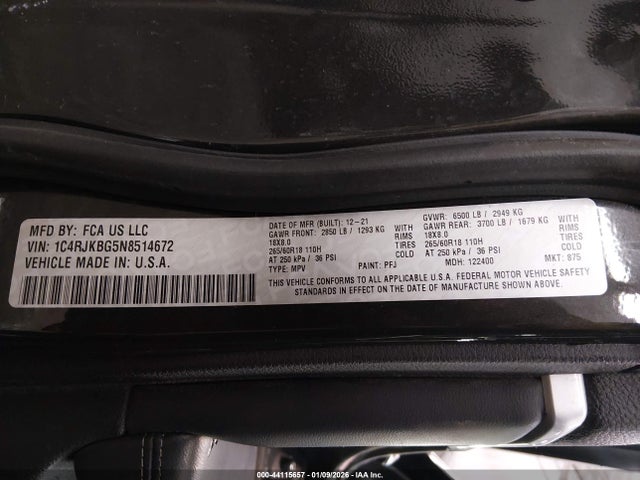 MFD BY: FCA US LLC
VIN: 1C4RJKBG5N8514672
VEHICLE MADE IN: U.S.A.
DATE OF MFR (BUILT): 12-21
GVWR: 6500 LB / 2949 KG
GAWR FRONT: 2850 LB / 1293 KG WITH
GAWR REAR: 3700 LB / 1679 KG WITH
18X8.0 RIMS
18X8.0 RIMS
265/60R18 110H TIRES
265/60R18 110H TIRES
AT 250 kPa / 36 PSI COLD
AT 250 kPa / 36 PSI COLD
TYPE: MPV PAINT: PFJ MDH: 122400 MKT: 875
THIS VEHICLE CONFORMS TO ALL APPLICABLE U.S.A. FEDERAL MOTOR VEHICLE SAFETY
STANDARDS IN EFFECT ON THE DATE OF MANUFACTURE SHOWN ABOVE.
000-44115657 - 01/09/2026 - IAA Inc.